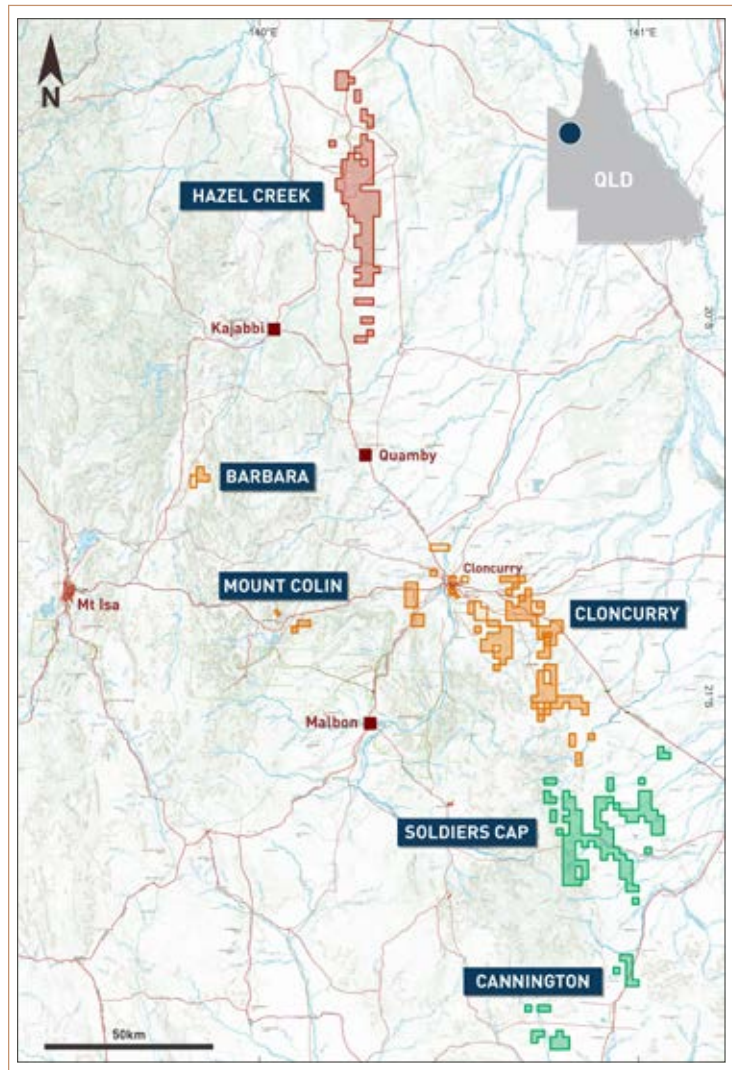 140°E
141°E
N
QLD
HAZEL CREEK
20°S
Kajabbi
Quamby
BARBARA
Cloncurry
MOUNT COLIN
Mt Isa
CLONCURRY
21°S
Malbon
SOLDIERS CAP
CANNINGTON
50km